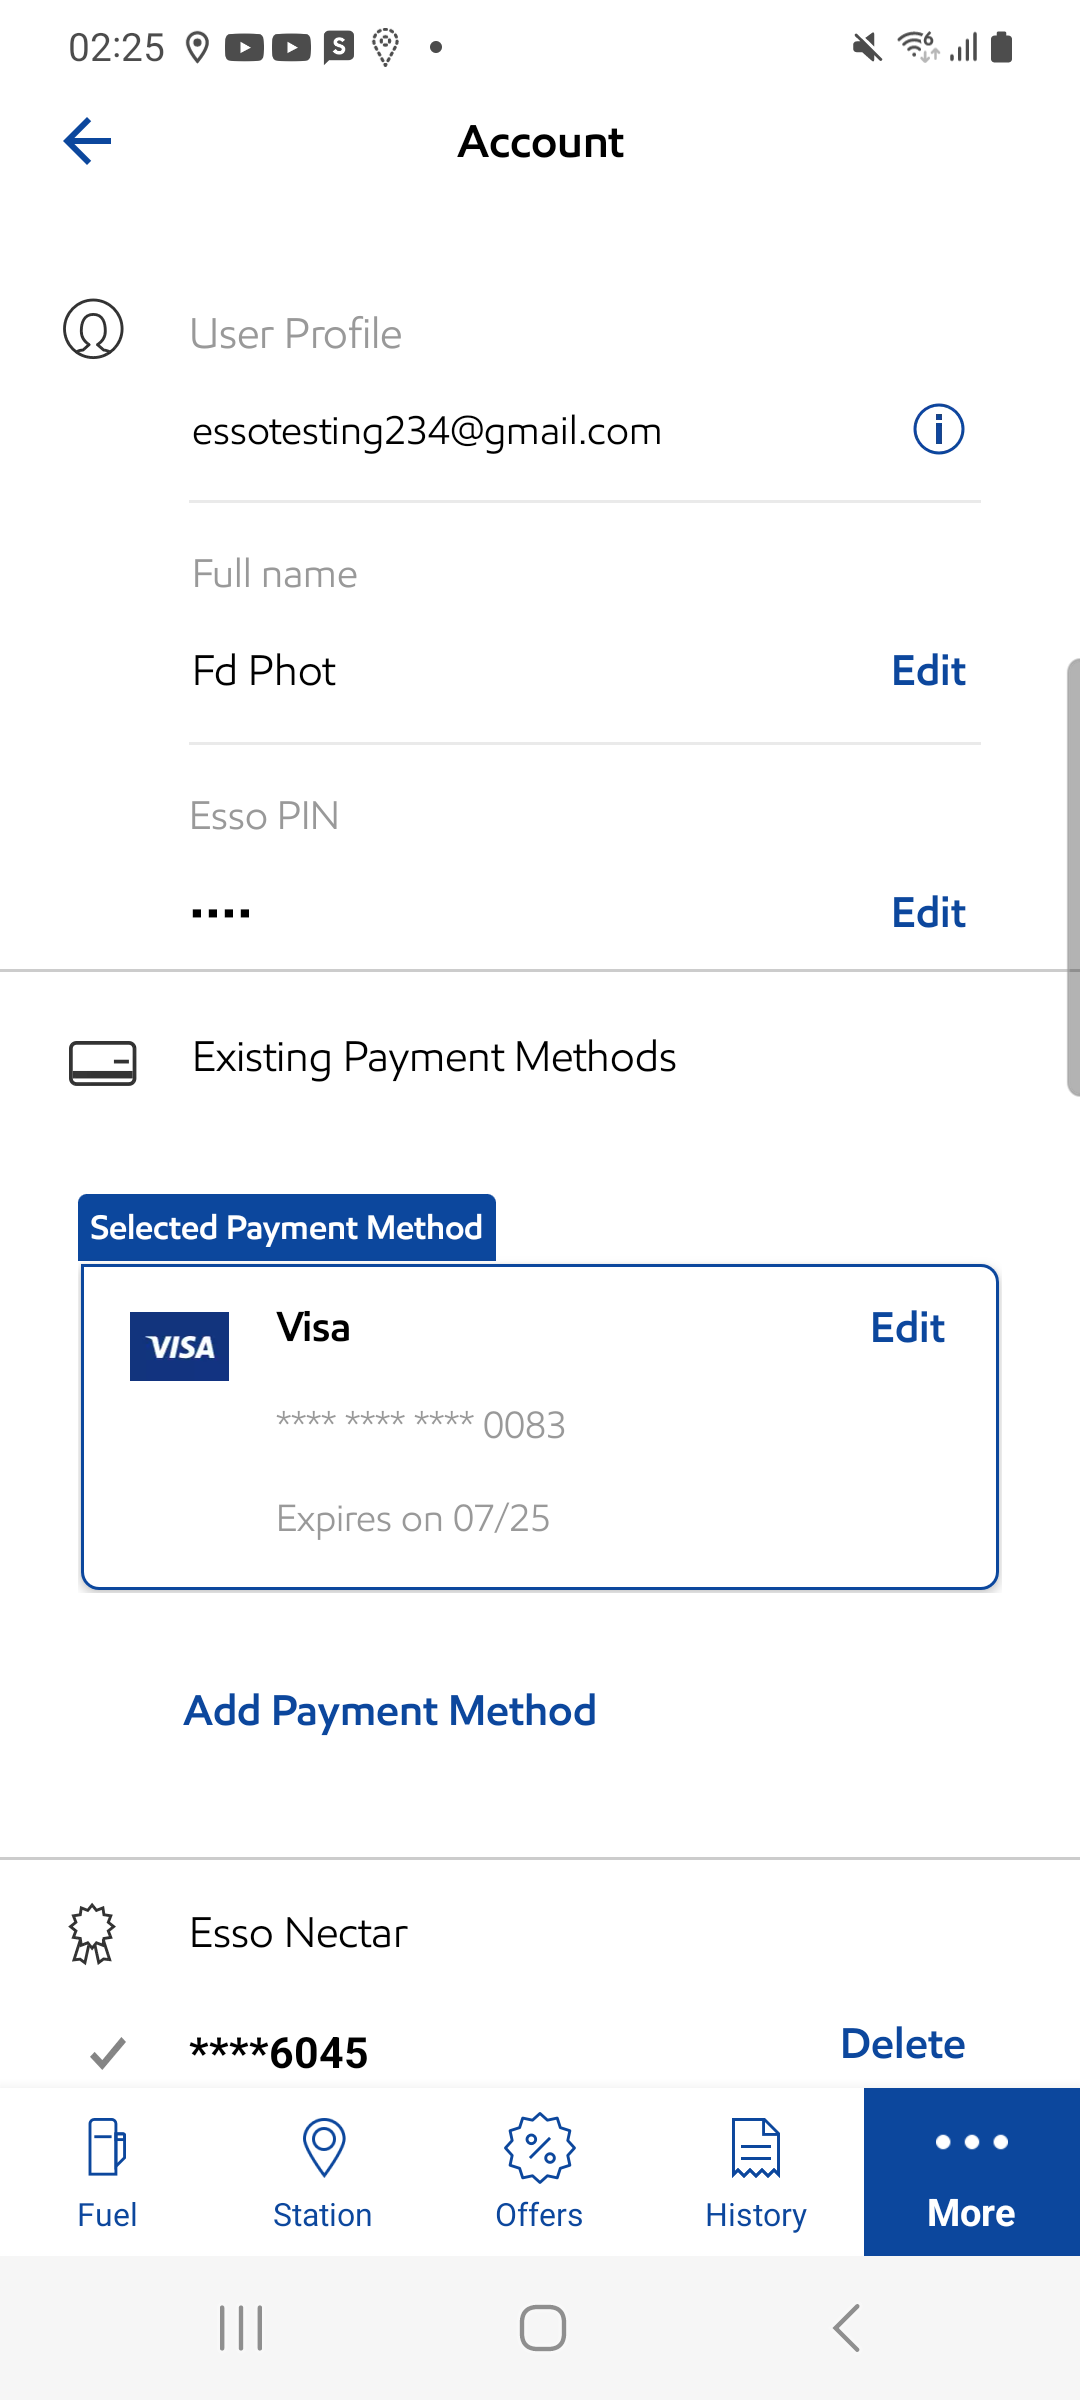 02:25
Account
User Profile
essotesting234@gmail.com
Full name
Fd Phot
Edit
Esso PIN
....
Edit
Existing Payment Methods
Selected Payment Method
VISA
Visa
Edit
**** **** **** 0083
Expires on 07/25
Add Payment Method
Esso Nectar
****6045
Delete
Fuel
Station
Offers
History
More